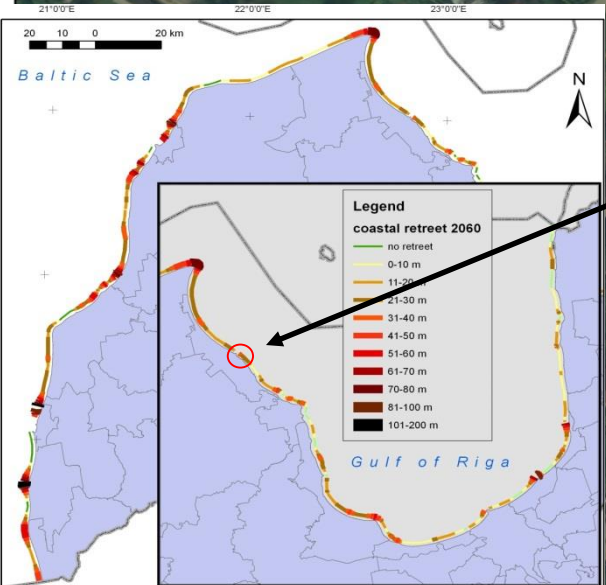 21°0'0"E 22°0'0"E 23°0'0"E
20 10 0 20 km
Baltic Sea
N
Legend
coastal retreet 2060
no retreet
0-10 m
11-20 m
21-30 m
31-40 m
41-50 m
51-60 m
61-70 m
70-80 m
81-100 m
101-200 m
Gulf of Riga